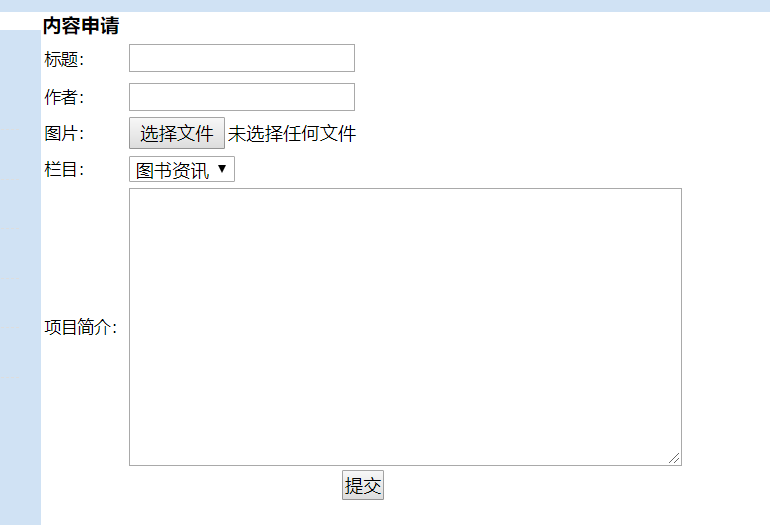 内容申请
标题：
作者：
图片： 选择文件 未选择任何文件
栏目： 图书资讯
项目简介：
提交